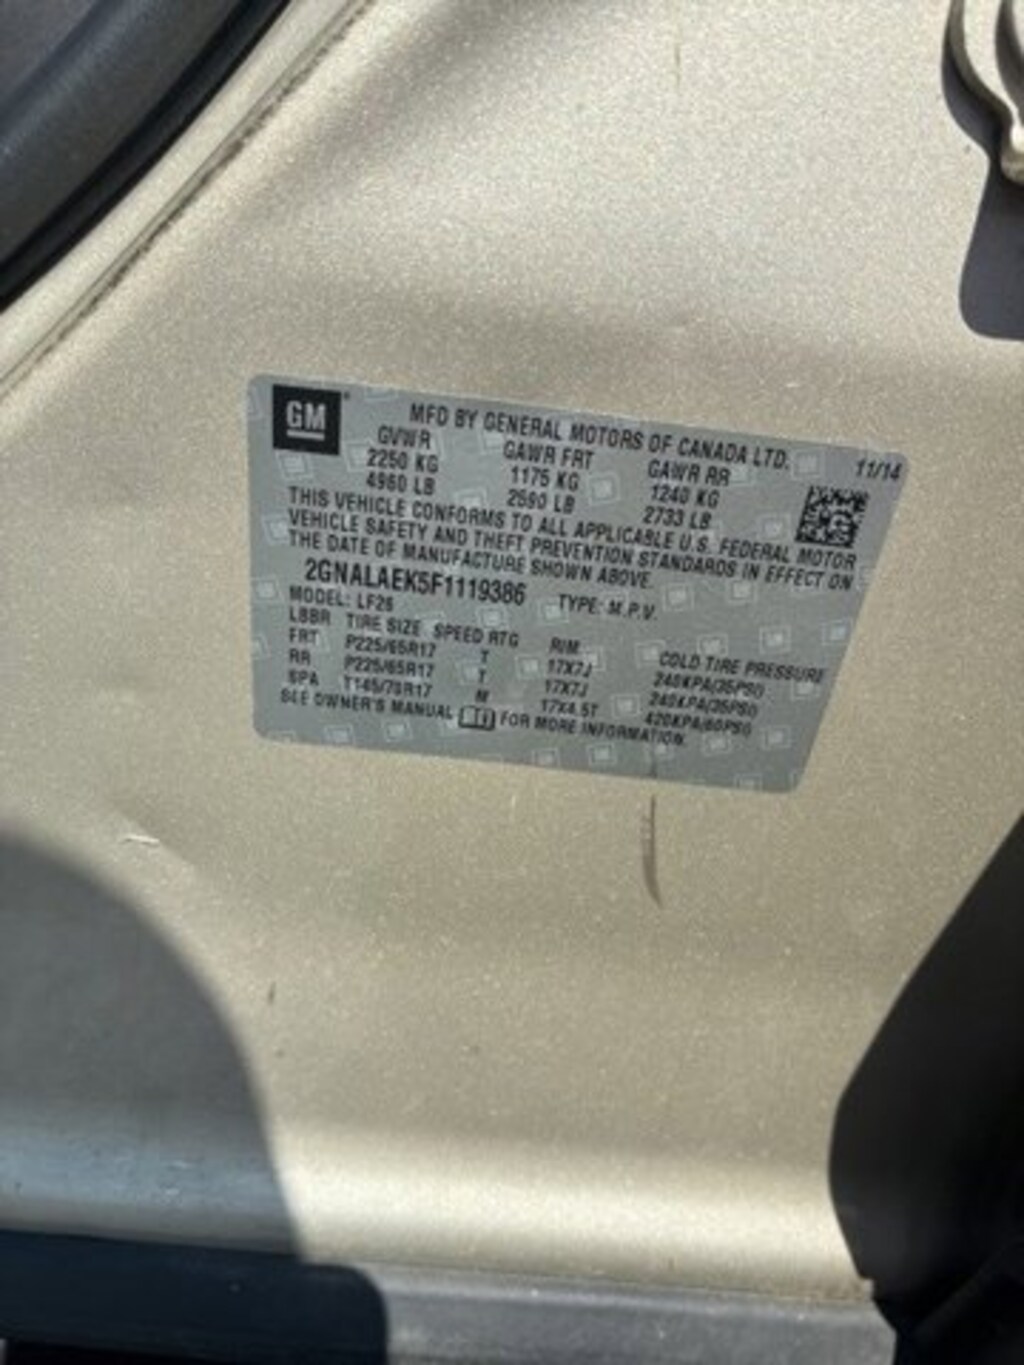 GM
MFD BY GENERAL MOTORS OF CANADA LTD. 11/14
GVWR GAWR FRT GAWR RR
2250 KG 1175 KG 1240 KG
4960 LB 2590 LB 2733 LB
THIS VEHICLE CONFORMS TO ALL APPLICABLE U.S. FEDERAL MOTOR
VEHICLE SAFETY AND THEFT PREVENTION STANDARDS IN EFFECT ON
THE DATE OF MANUFACTURE SHOWN ABOVE.
2GNALAEK5F1119386 TYPE: M.P.V.
MODEL: LF26
LBBR TIRE SIZE SPEED RTG RIM COLD TIRE PRESSURE
FRT P225/65R17 T 17X7J 240KPA(35PSI)
RR P225/65R17 T 17X7J 240KPA(35PSI)
SPA T145/70R17 M 17X4.5T 420KPA(60PSI)
SEE OWNER'S MANUAL FOR MORE INFORMATION.